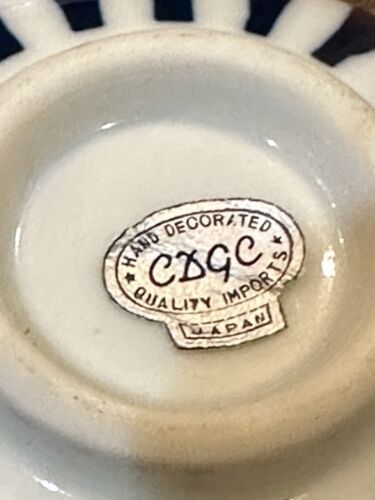 ★ HAND DECORATED ★
CDGC
QUALITY IMPORTS
JAPAN